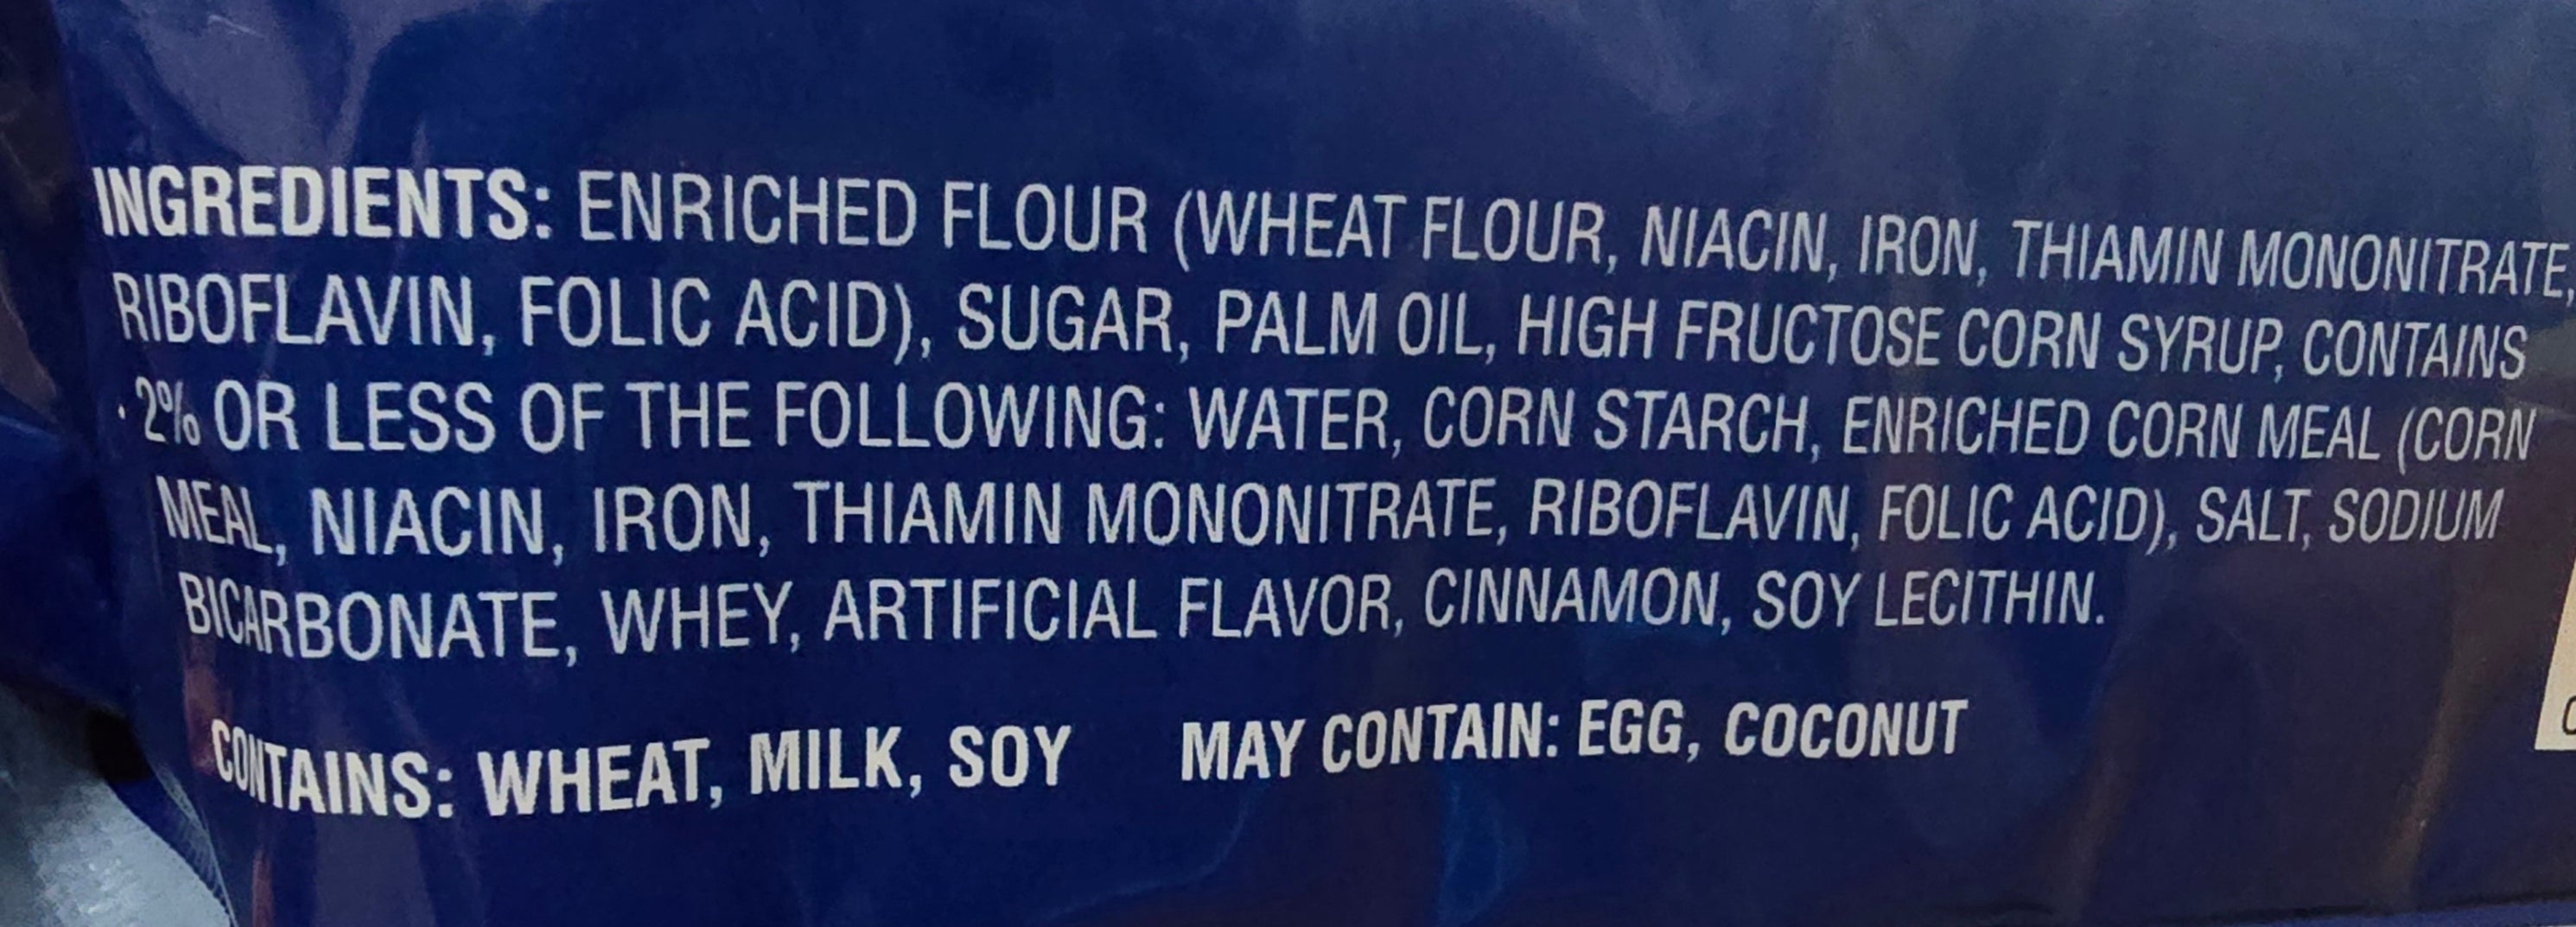 INGREDIENTS: ENRICHED FLOUR (WHEAT FLOUR, NIACIN, IRON, THIAMIN MONONITRATE,
RIBOFLAVIN, FOLIC ACID), SUGAR, PALM OIL, HIGH FRUCTOSE CORN SYRUP, CONTAINS
2% OR LESS OF THE FOLLOWING: WATER, CORN STARCH, ENRICHED CORN MEAL (CORN
MEAL, NIACIN, IRON, THIAMIN MONONITRATE, RIBOFLAVIN, FOLIC ACID), SALT, SODIUM
BICARBONATE, WHEY, ARTIFICIAL FLAVOR, CINNAMON, SOY LECITHIN.
CONTAINS: WHEAT, MILK, SOY MAY CONTAIN: EGG, COCONUT